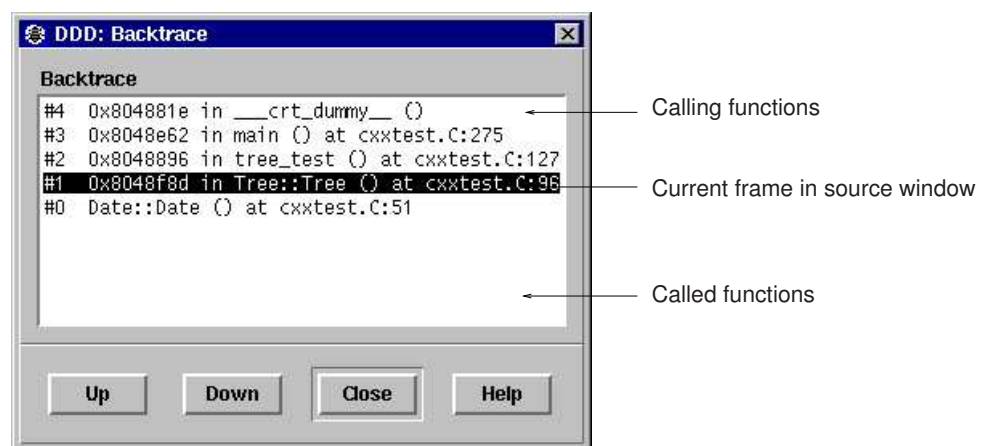 DDD: Backtrace
Backtrace
#4 0x804881e in ___crt_dummy__ ()
#3 0x8048e62 in main () at cxxtest.C:275
#2 0x8048896 in tree_test () at cxxtest.C:127
#1 0x8048f8d in Tree::Tree () at cxxtest.C:96
#0 Date::Date () at cxxtest.C:51
Calling functions
Current frame in source window
Called functions
Up Down Close Help